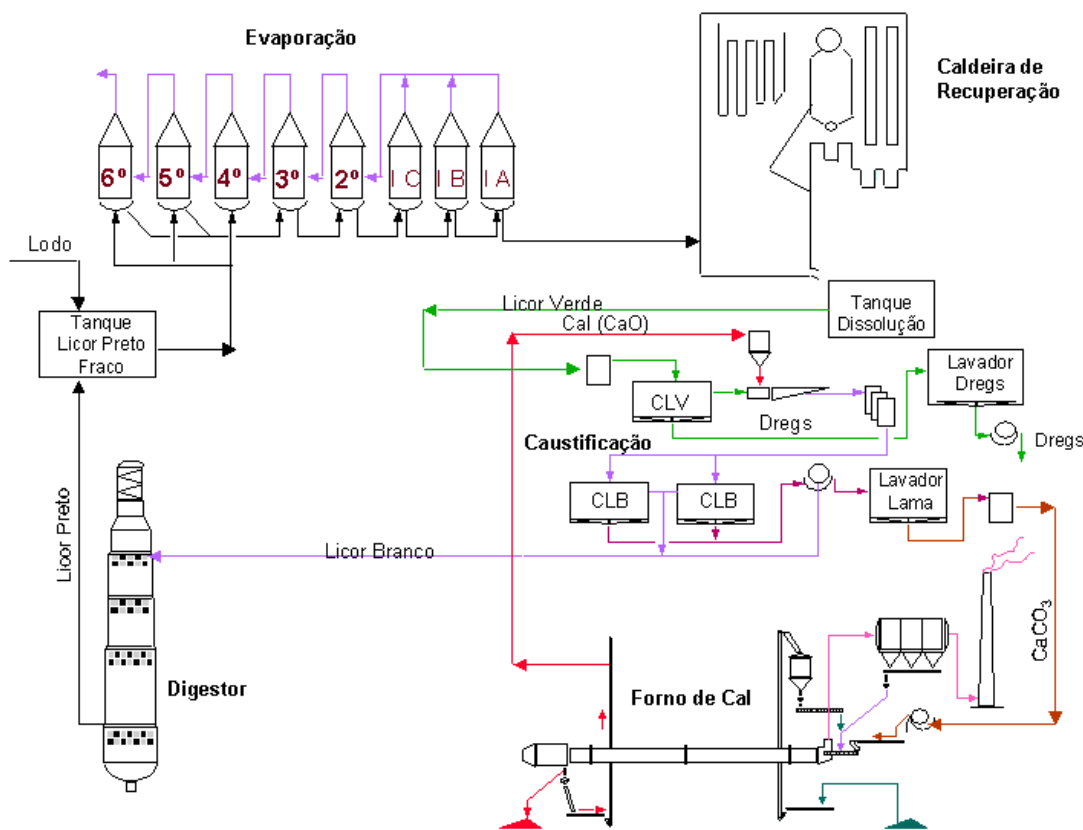 Evaporação
Caldeira de
Recuperação
6º
5º
4º
3º
2º
I C
I B
I A
Lodo
Tanque
Licor Preto
Fraco
Licor Verde
Cal (CaO)
Tanque
Dissolução
Lavador
Dregs
CLV
Dregs
Dregs
Caustificação
CLB
CLB
Lavador
Lama
Licor Preto
Licor Branco
CaCO₃
Digestor
Forno de Cal